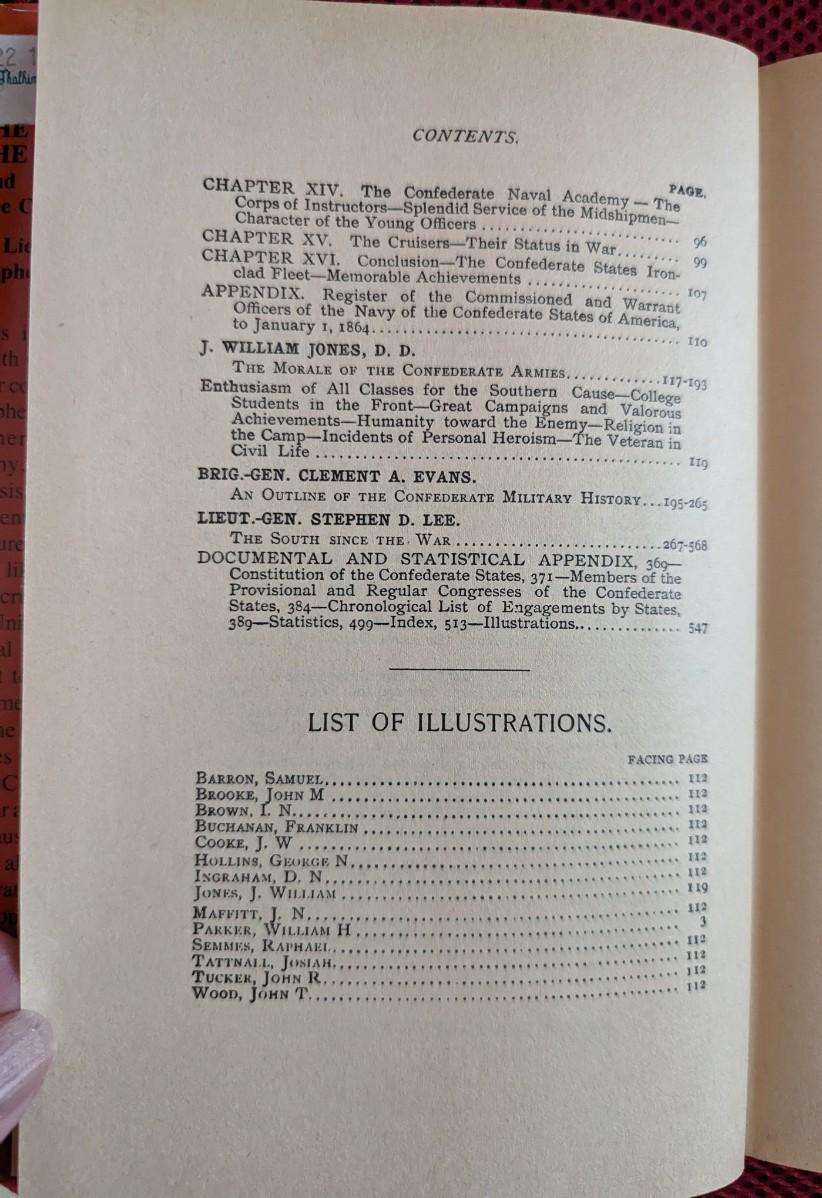 22 1
CONTENTS.
PAGE.
CHAPTER XIV. The Confederate Naval Academy — The
Corps of Instructors—Splendid Service of the Midshipmen—
Character of the Young Officers .............................. 96
CHAPTER XV. The Cruisers—Their Status in War......... 99
CHAPTER XVI. Conclusion—The Confederate States Iron-
clad Fleet—Memorable Achievements ....................... 107
APPENDIX. Register of the Commissioned and Warrant
Officers of the Navy of the Confederate States of America,
to January 1, 1864............................................. 110
J. WILLIAM JONES, D. D.
THE MORALE OF THE CONFEDERATE ARMIES.............117-193
Enthusiasm of All Classes for the Southern Cause—College
Students in the Front—Great Campaigns and Valorous
Achievements—Humanity toward the Enemy—Religion in
the Camp—Incidents of Personal Heroism—The Veteran in
Civil Life ....................................................... 119
BRIG.-GEN. CLEMENT A. EVANS.
AN OUTLINE OF THE CONFEDERATE MILITARY HISTORY...195-265
LIEUT.-GEN. STEPHEN D. LEE.
THE SOUTH SINCE THE WAR ............................267-568
DOCUMENTAL AND STATISTICAL APPENDIX, 369—
Constitution of the Confederate States, 371—Members of the
Provisional and Regular Congresses of the Confederate
States, 384—Chronological List of Engagements by States,
389—Statistics, 499—Index, 513—Illustrations............... 547
LIST OF ILLUSTRATIONS.
FACING PAGE
BARRON, SAMUEL.................................................. 112
BROOKE, JOHN M .................................................. 112
BROWN, I. N...................................................... 112
BUCHANAN, FRANKLIN .............................................. 112
COOKE, J. W ..................................................... 112
HOLLINS, GEORGE N................................................ 112
INGRAHAM, D. N................................................... 112
JONES, J. WILLIAM ............................................... 119
MAFFITT, J. N.................................................... 112
PARKER, WILLIAM H ............................................... 3
SEMMES, RAPHAEL.................................................. 112
TATTNALL, JOSIAH................................................. 112
TUCKER, JOHN R................................................... 112
WOOD, JOHN T..................................................... 112